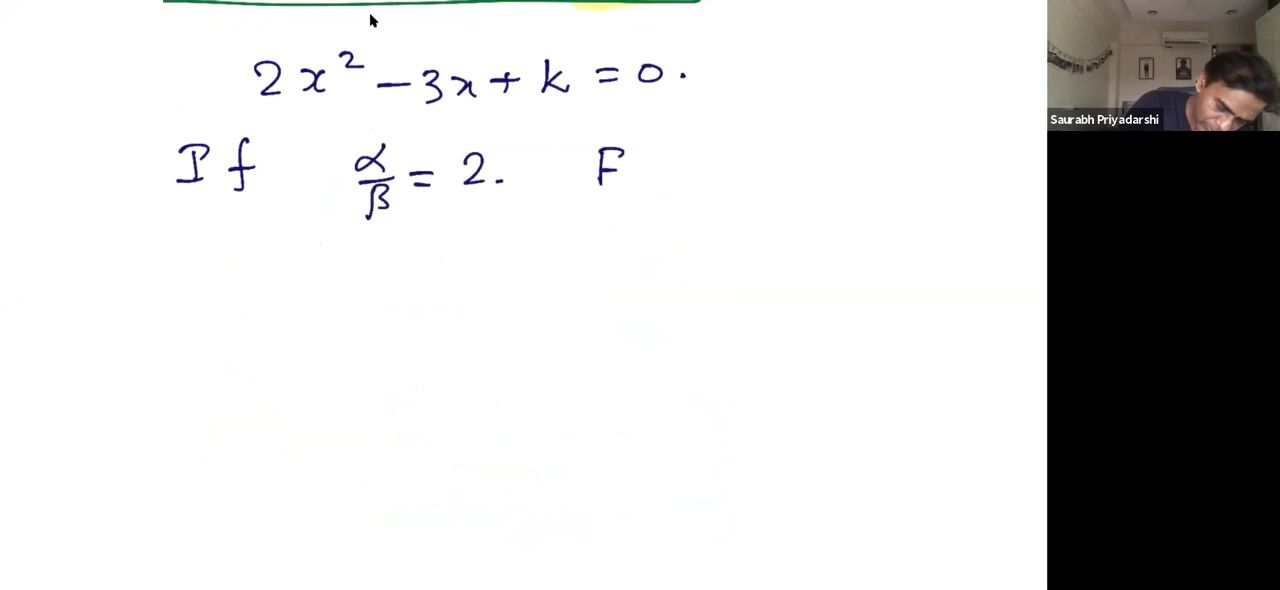 2x² - 3x + k = 0.
If α/β = 2. F
Saurabh Priyadarshi